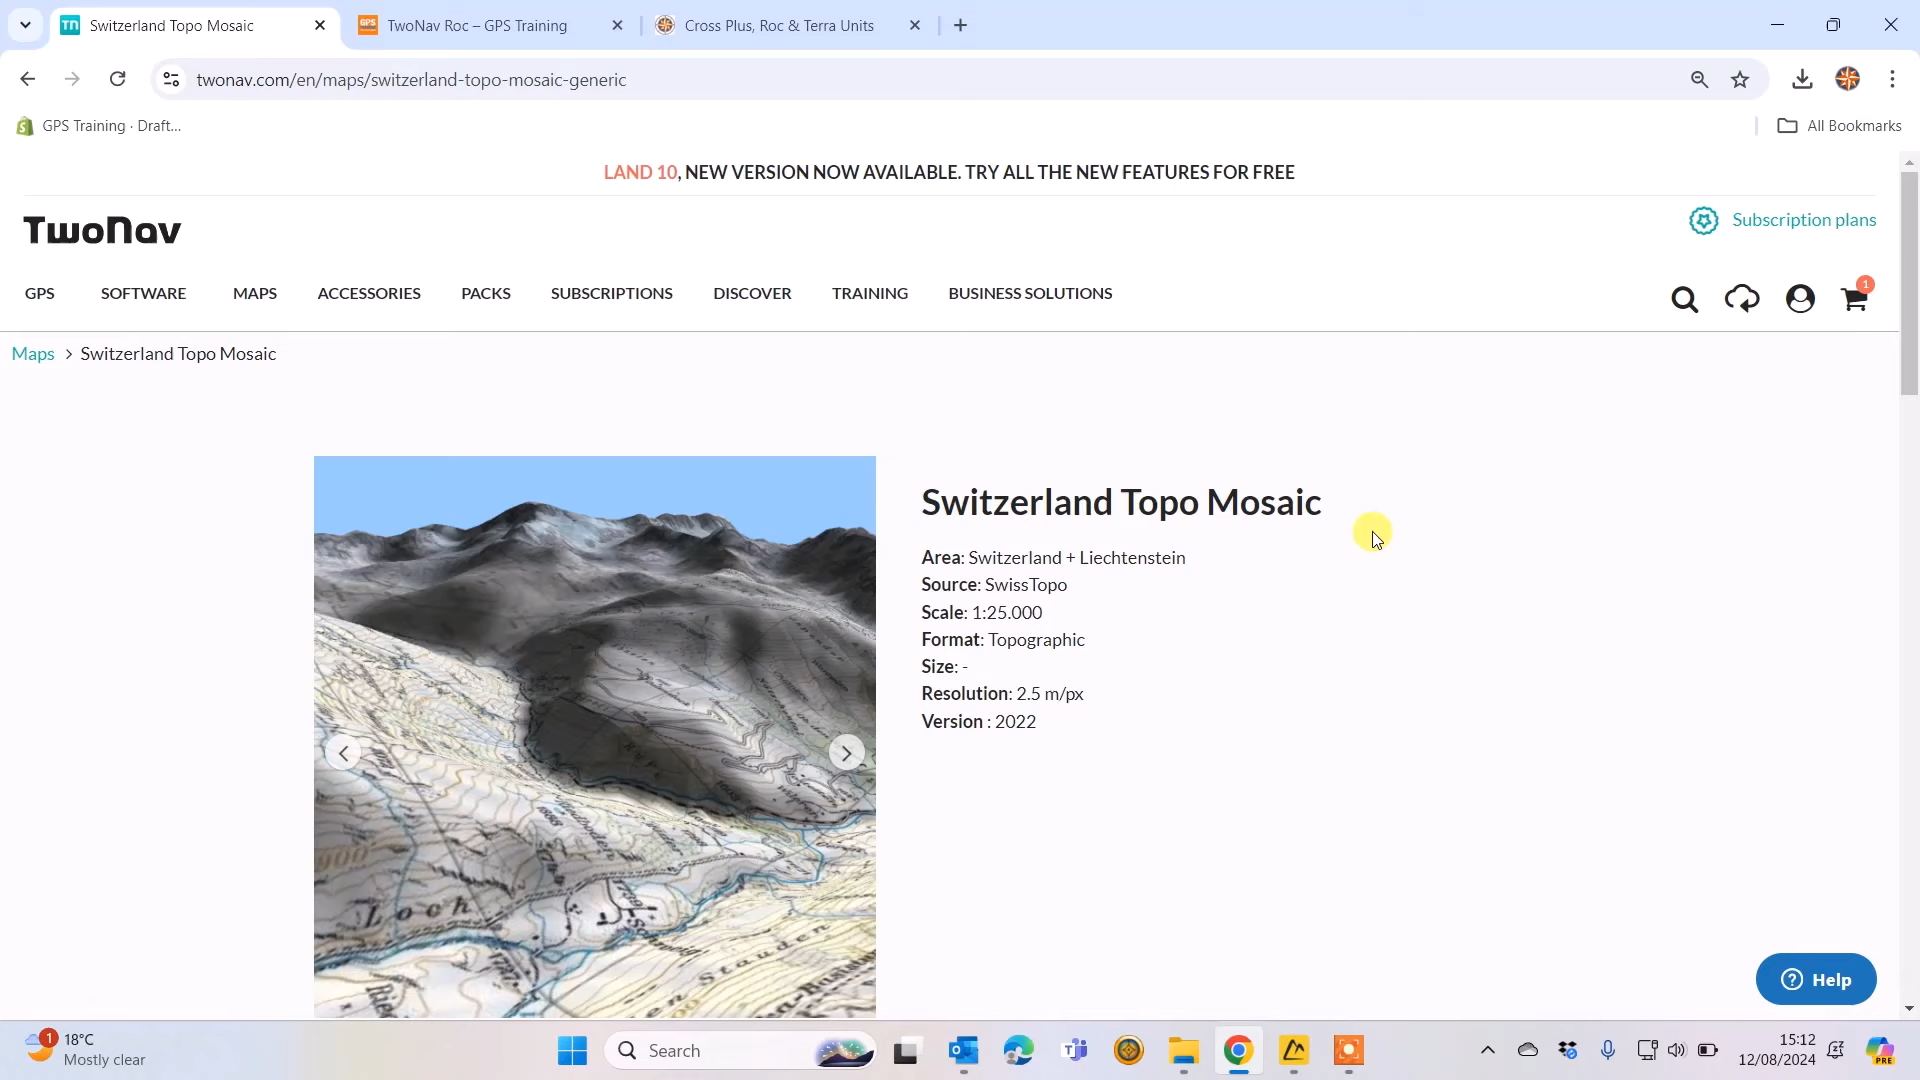 Switzerland Topo Mosaic
TwoNav Roc – GPS Training
Cross Plus, Roc & Terra Units
twonav.com/en/maps/switzerland-topo-mosaic-generic
GPS Training · Draft...
All Bookmarks
LAND 10, NEW VERSION NOW AVAILABLE. TRY ALL THE NEW FEATURES FOR FREE
TwoNav
Subscription plans
GPS SOFTWARE MAPS ACCESSORIES PACKS SUBSCRIPTIONS DISCOVER TRAINING BUSINESS SOLUTIONS
1
Maps > Switzerland Topo Mosaic
Switzerland Topo Mosaic
Area: Switzerland + Liechtenstein
Source: SwissTopo
Scale: 1:25.000
Format: Topographic
Size: -
Resolution: 2.5 m/px
Version : 2022
Loch
Help
1
18°C
Mostly clear
Search
15:12
12/08/2024
PRE